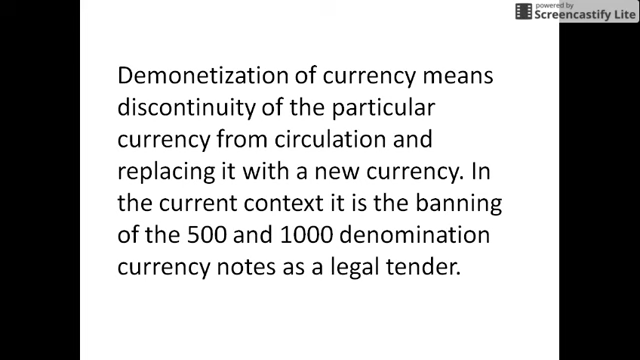 powered by
Screencastify Lite
Demonetization of currency means
discontinuity of the particular
currency from circulation and
replacing it with a new currency. In
the current context it is the banning
of the 500 and 1000 denomination
currency notes as a legal tender.